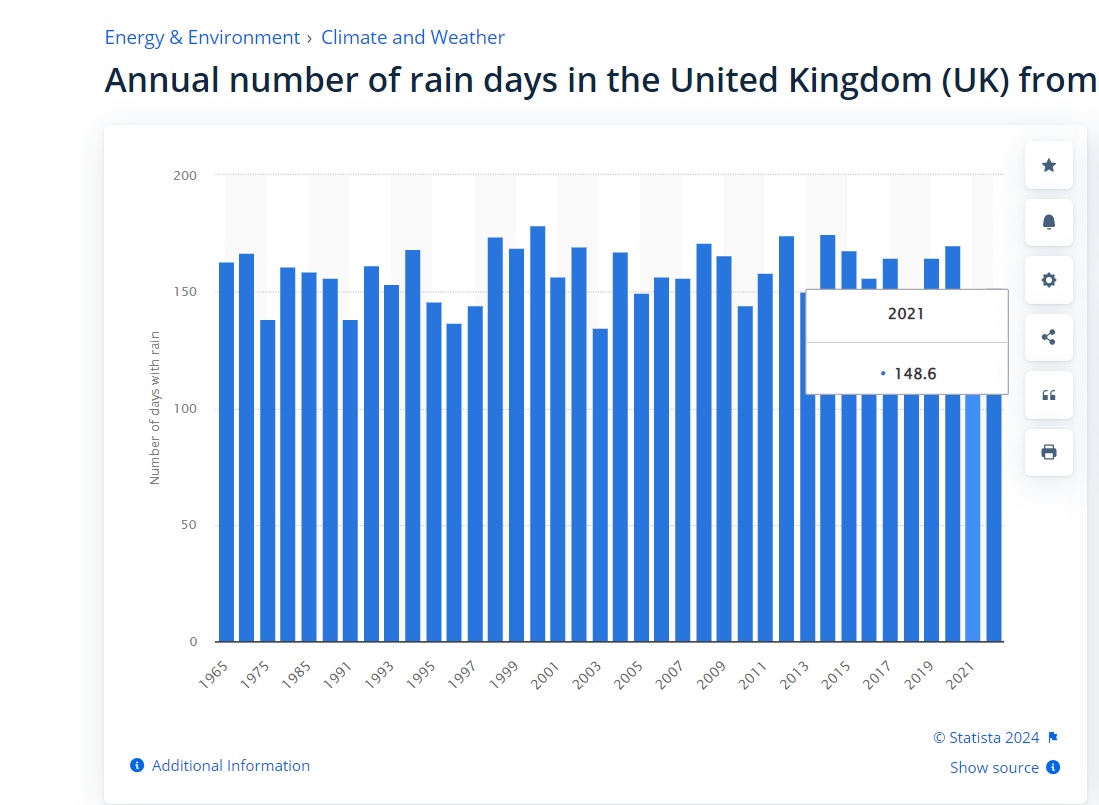 Energy & Environment › Climate and Weather
Annual number of rain days in the United Kingdom (UK) from
Number of days with rain
200
150
100
50
0
2021
• 148.6
1965 1975 1985 1991 1993 1995 1997 1999 2001 2003 2005 2007 2009 2011 2013 2015 2017 2019 2021
© Statista 2024
Additional Information
Show source